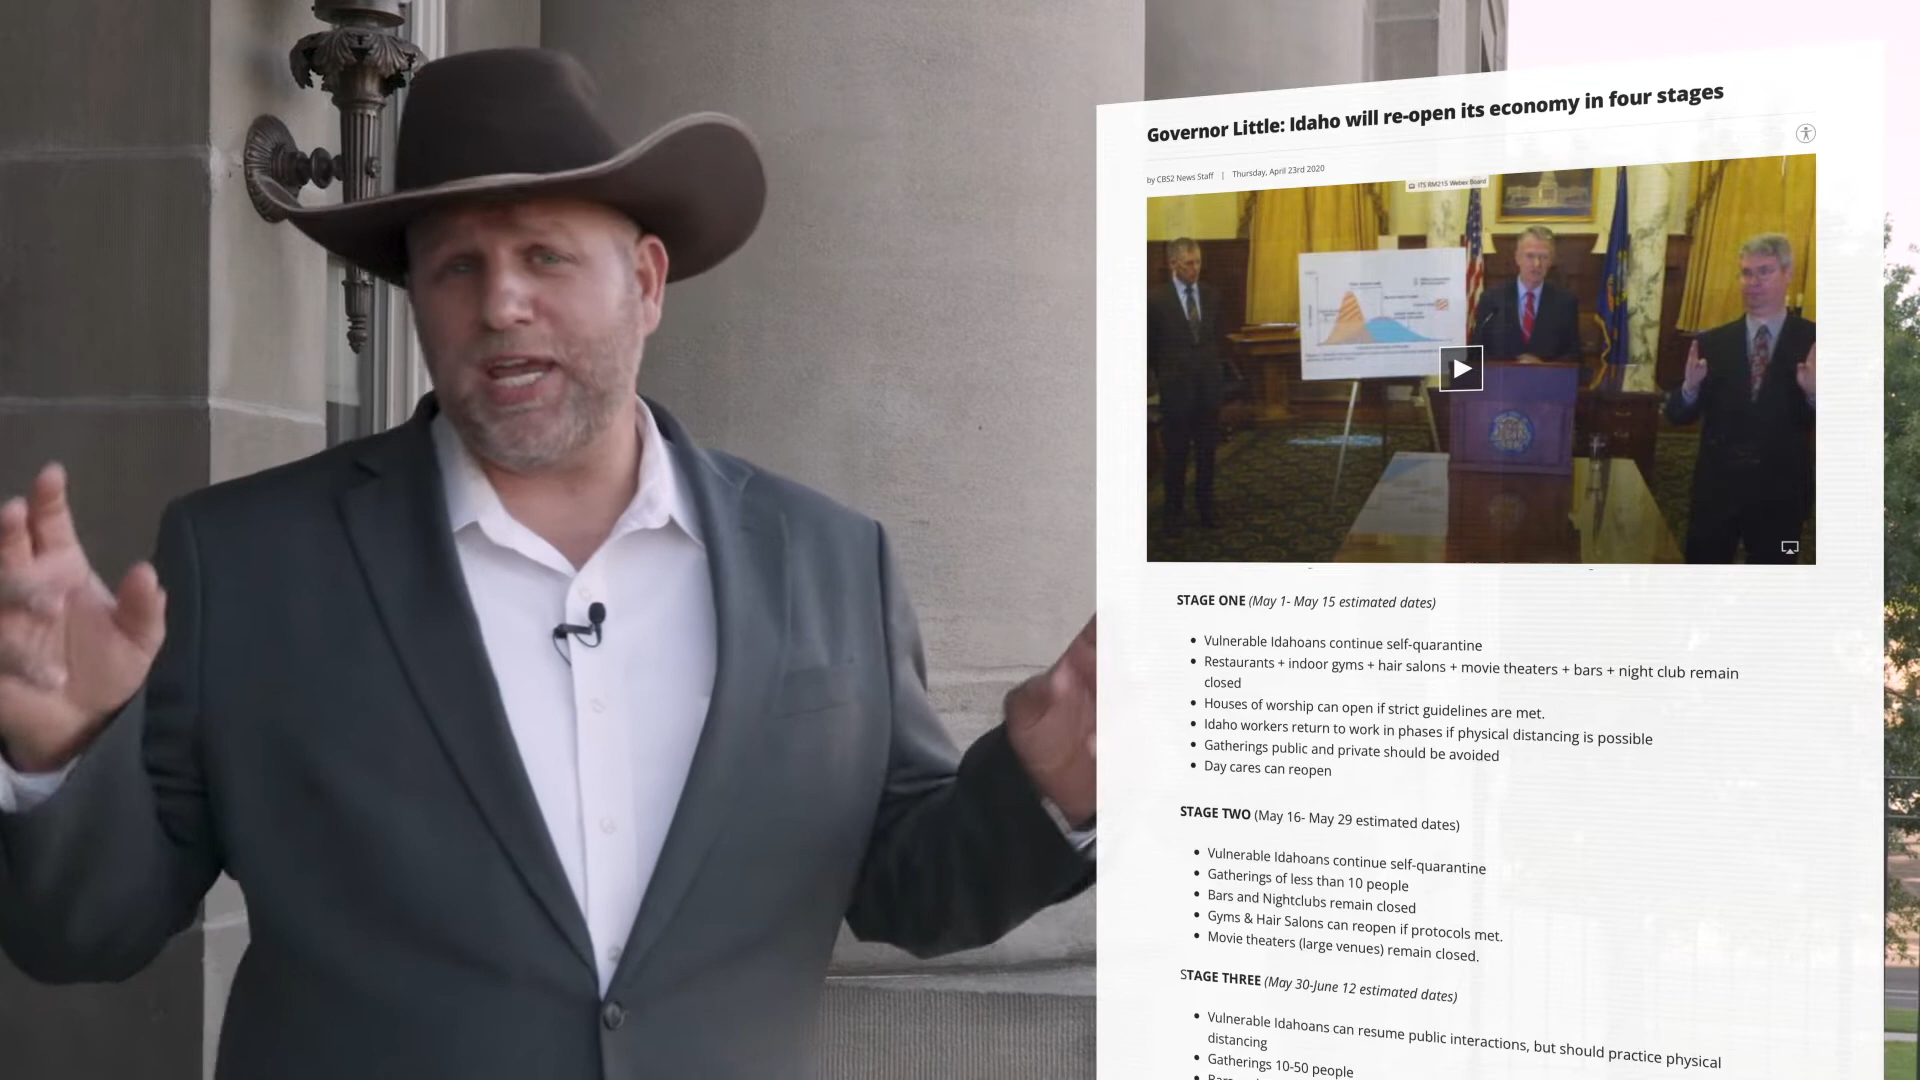 Governor Little: Idaho will re-open its economy in four stages
by CBS2 News Staff | Thursday, April 23rd 2020
ITS RM215 Webex Board
STAGE ONE (May 1- May 15 estimated dates)
• Vulnerable Idahoans continue self-quarantine
• Restaurants + indoor gyms + hair salons + movie theaters + bars + night club remain
closed
• Houses of worship can open if strict guidelines are met.
• Idaho workers return to work in phases if physical distancing is possible
• Gatherings public and private should be avoided
• Day cares can reopen
STAGE TWO (May 16- May 29 estimated dates)
• Vulnerable Idahoans continue self-quarantine
• Gatherings of less than 10 people
• Bars and Nightclubs remain closed
• Gyms & Hair Salons can reopen if protocols met.
• Movie theaters (large venues) remain closed.
STAGE THREE (May 30-June 12 estimated dates)
• Vulnerable Idahoans can resume public interactions, but should practice physical
distancing
• Gatherings 10-50 people